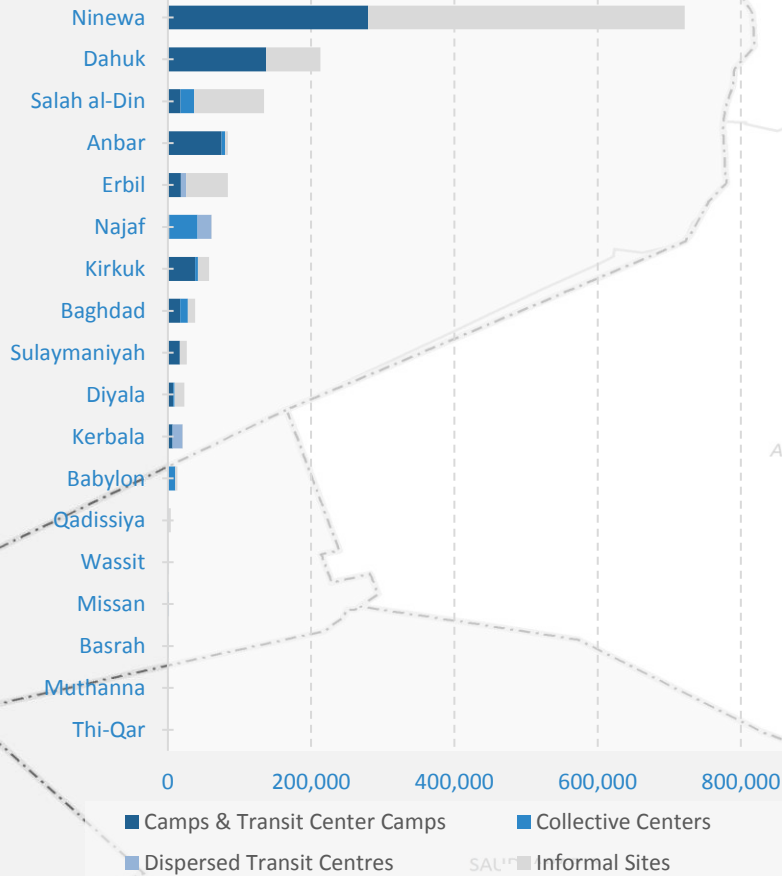 Ninewa
Dahuk
Salah al-Din
Anbar
Erbil
Najaf
Kirkuk
Baghdad
Sulaymaniyah
Diyala
Kerbala
Babylon
Qadissiya
Wassit
Missan
Basrah
Muthanna
Thi-Qar
0 200,000 400,000 600,000 800,000
Camps & Transit Center Camps Collective Centers
Dispersed Transit Centres Informal Sites